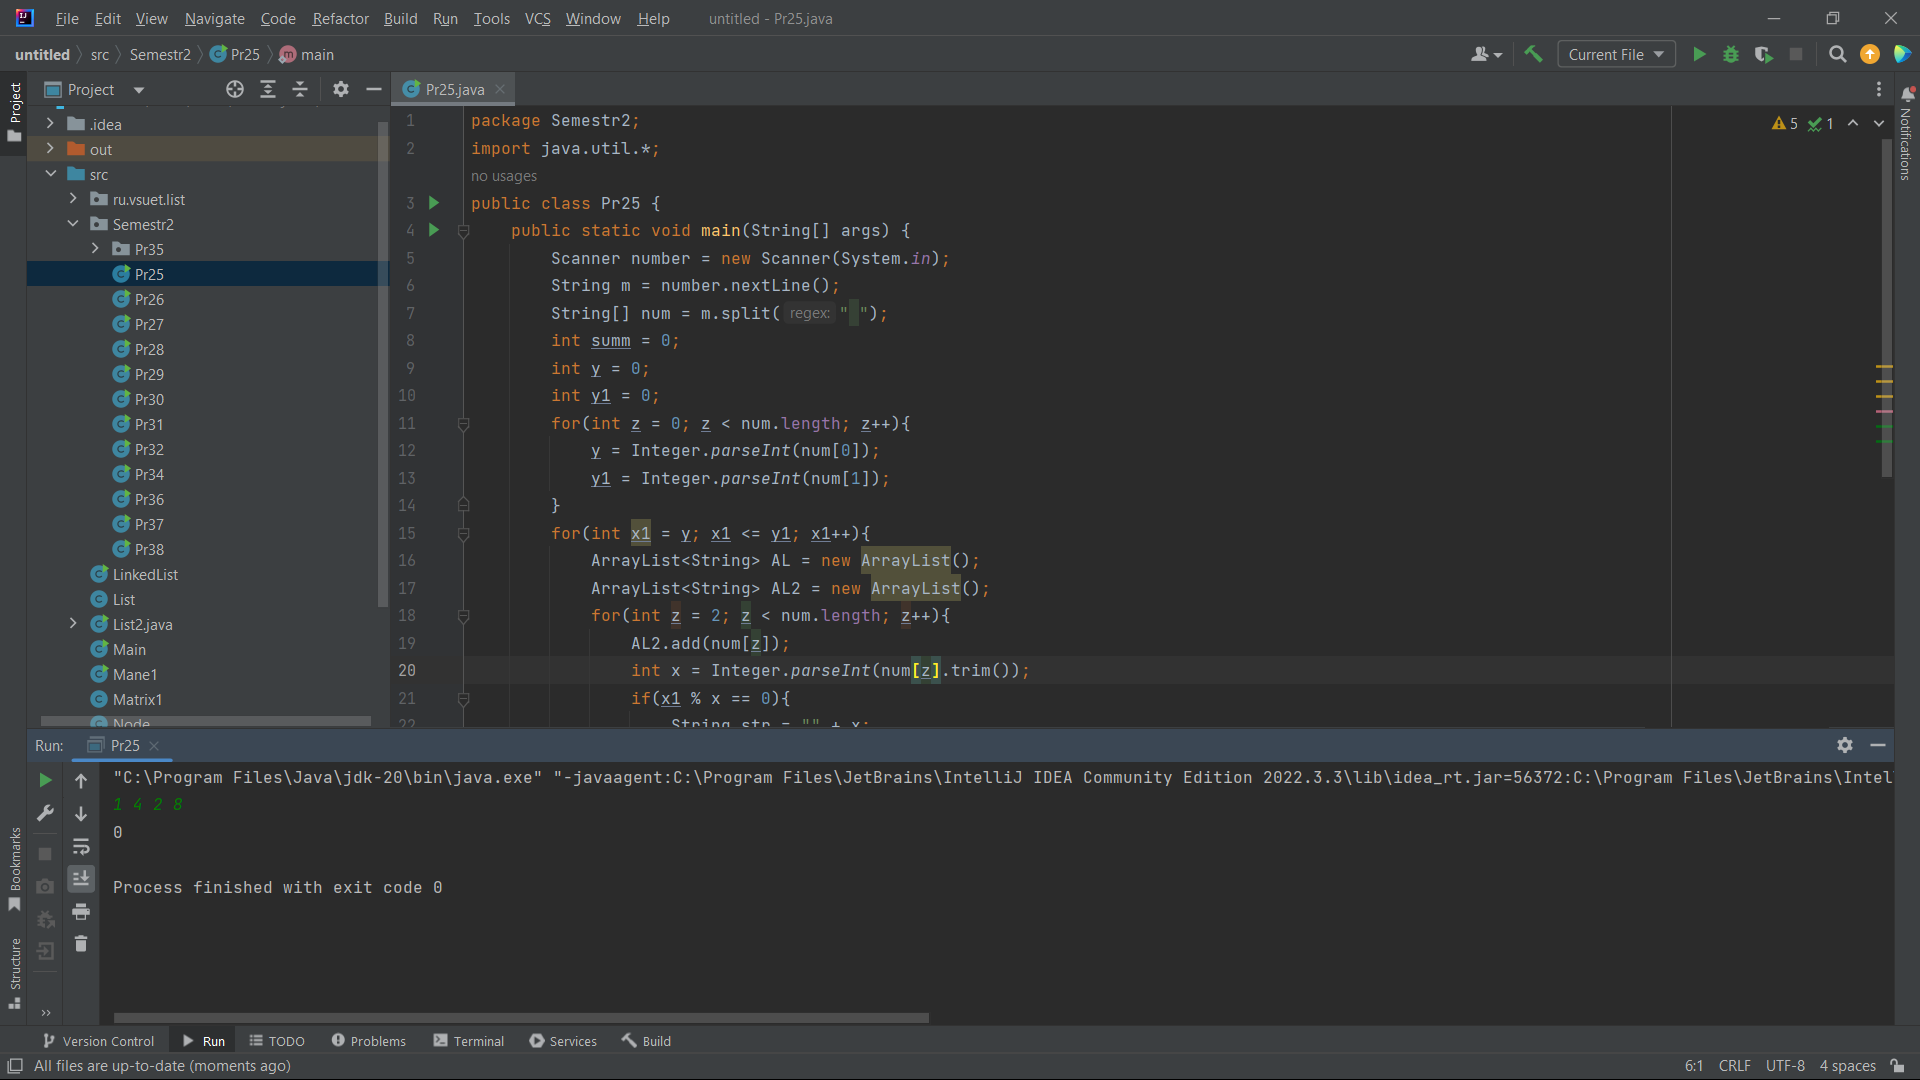 File Edit View Navigate Code Refactor Build Run Tools VCS Window Help untitled - Pr25.java
untitled src Semestr2 Pr25 main Current File
Project
Project
Pr25.java
Notifications
.idea
out
src
ru.vsuet.list
Semestr2
Pr35
Pr25
Pr26
Pr27
Pr28
Pr29
Pr30
Pr31
Pr32
Pr34
Pr36
Pr37
Pr38
LinkedList
List
List2.java
Main
Mane1
Matrix1
Node
5 1
1 package Semestr2;
2 import java.util.*;
no usages
3 public class Pr25 {
4 public static void main(String[] args) {
5 Scanner number = new Scanner(System.in);
6 String m = number.nextLine();
7 String[] num = m.split( regex: " ");
8 int summ = 0;
9 int y = 0;
10 int y1 = 0;
11 for(int z = 0; z < num.length; z++){
12 y = Integer.parseInt(num[0]);
13 y1 = Integer.parseInt(num[1]);
14 }
15 for(int x1 = y; x1 <= y1; x1++){
16 ArrayList<String> AL = new ArrayList();
17 ArrayList<String> AL2 = new ArrayList();
18 for(int z = 2; z < num.length; z++){
19 AL2.add(num[z]);
20 int x = Integer.parseInt(num[z].trim());
21 if(x1 % x == 0){
22 String str = "" + x;
Run: Pr25
"C:\Program Files\Java\jdk-20\bin\java.exe" "-javaagent:C:\Program Files\JetBrains\IntelliJ IDEA Community Edition 2022.3.3\lib\idea_rt.jar=56372:C:\Program Files\JetBrains\Intel
1 4 2 8
0
Process finished with exit code 0
Bookmarks
Structure
Version Control Run TODO Problems Terminal Services Build
All files are up-to-date (moments ago) 6:1 CRLF UTF-8 4 spaces